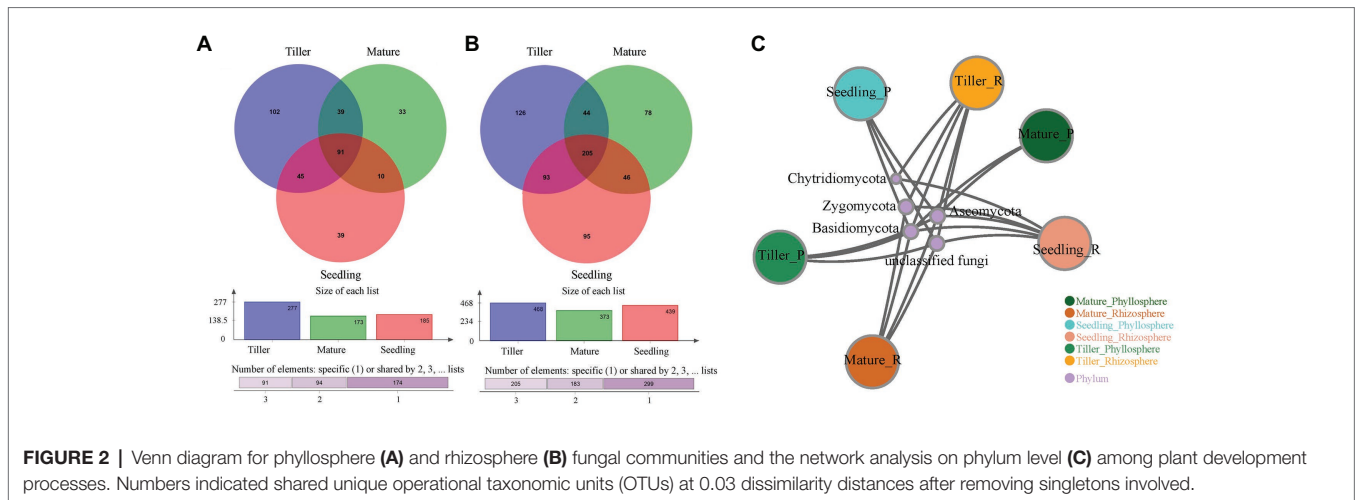 A
Tiller
Mature
102
39
33
91
45
10
39
Seedling
Size of each list
277
138.5
0
277
173
185
Tiller
Mature
Seedling
Number of elements: specific (1) or shared by 2, 3, ... lists
91
94
174
3
2
1
B
Tiller
Mature
126
44
78
205
93
46
95
Seedling
Size of each list
468
234
0
468
373
439
Tiller
Mature
Seedling
Number of elements: specific (1) or shared by 2, 3, ... lists
205
183
299
3
2
1
C
Seedling_P
Tiller_R
Mature_P
Chytridiomycota
Zygomycota
Ascomycota
Basidiomycota
unclassified fungi
Tiller_P
Seedling_R
Mature_R
Mature_Phyllosphere
Mature_Rhizosphere
Seedling_Phyllosphere
Seedling_Rhizosphere
Tiller_Phyllosphere
Tiller_Rhizosphere
Phylum
FIGURE 2 | Venn diagram for phyllosphere (A) and rhizosphere (B) fungal communities and the network analysis on phylum level (C) among plant development
processes. Numbers indicated shared unique operational taxonomic units (OTUs) at 0.03 dissimilarity distances after removing singletons involved.